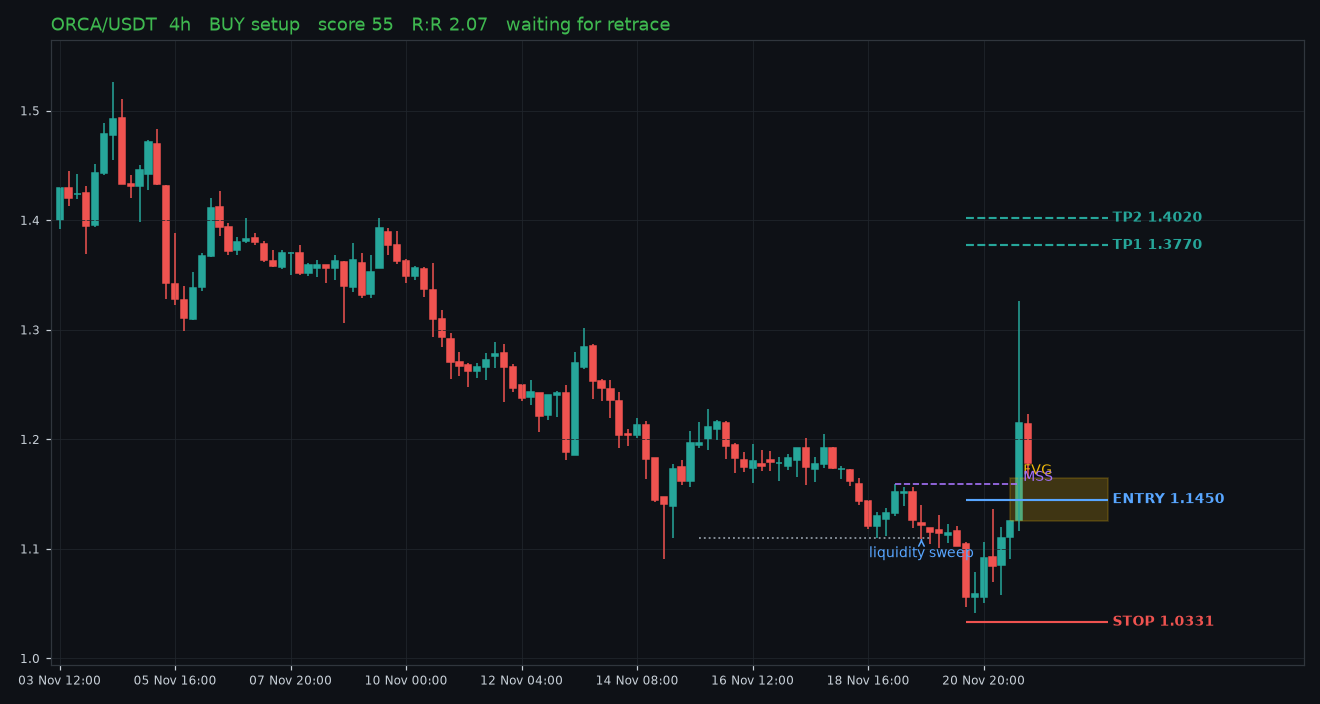 ORCA/USDT 4h BUY setup score 55 R:R 2.07 waiting for retrace
1.5
1.4
1.3
1.2
1.1
1.0
TP2 1.4020
TP1 1.3770
FVG
MSS
ENTRY 1.1450
liquidity sweep
STOP 1.0331
03 Nov 12:00 05 Nov 16:00 07 Nov 20:00 10 Nov 00:00 12 Nov 04:00 14 Nov 08:00 16 Nov 12:00 18 Nov 16:00 20 Nov 20:00